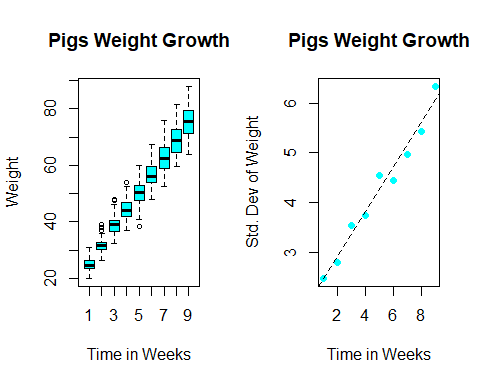 Pigs Weight Growth
Weight
20 40 60 80
1 3 5 7 9
Time in Weeks
Pigs Weight Growth
Std. Dev of Weight
3 4 5 6
2 4 6 8
Time in Weeks